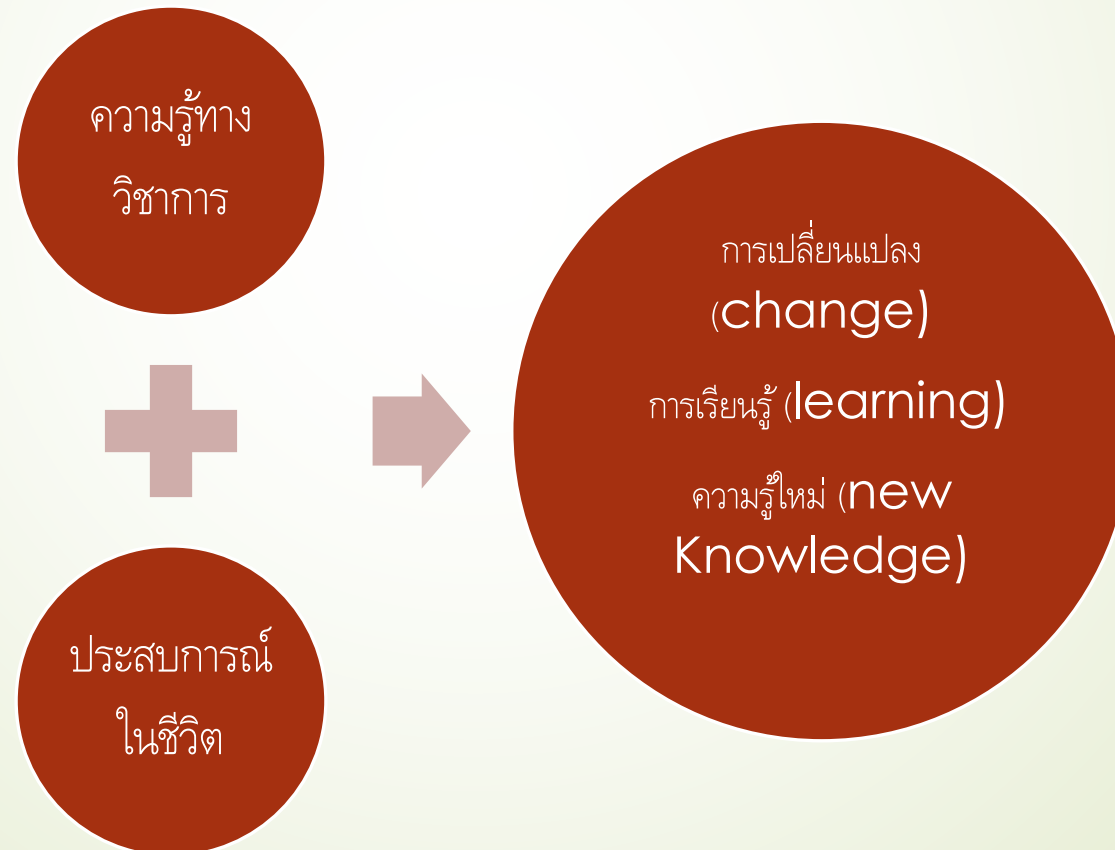 ความรู้ทาง
วิชาการ
ประสบการณ์
ในชีวิต
การเปลี่ยนแปลง
(change)
การเรียนรู้ (learning)
ความรู้ใหม่ (new
Knowledge)